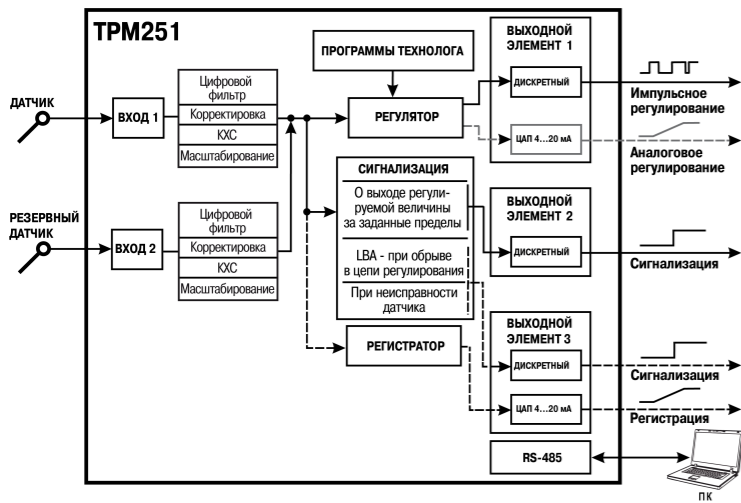 ТРМ251
ДАТЧИК
ВХОД 1
Цифровой
фильтр
Корректировка
КХС
Масштабирование
РЕЗЕРВНЫЙ
ДАТЧИК
ВХОД 2
Цифровой
фильтр
Корректировка
КХС
Масштабирование
ПРОГРАММЫ ТЕХНОЛОГА
РЕГУЛЯТОР
СИГНАЛИЗАЦИЯ
О выходе регули-
руемой величины
за заданные пределы
LBA - при обрыве
в цепи регулирования
При неисправности
датчика
РЕГИСТРАТОР
ВЫХОДНОЙ
ЭЛЕМЕНТ 1
ДИСКРЕТНЫЙ
ЦАП 4...20 мА
Импульсное
регулирование
Аналоговое
регулирование
ВЫХОДНОЙ
ЭЛЕМЕНТ 2
ДИСКРЕТНЫЙ
Сигнализация
ВЫХОДНОЙ
ЭЛЕМЕНТ 3
ДИСКРЕТНЫЙ
ЦАП 4...20 мА
Сигнализация
Регистрация
RS-485
ПК